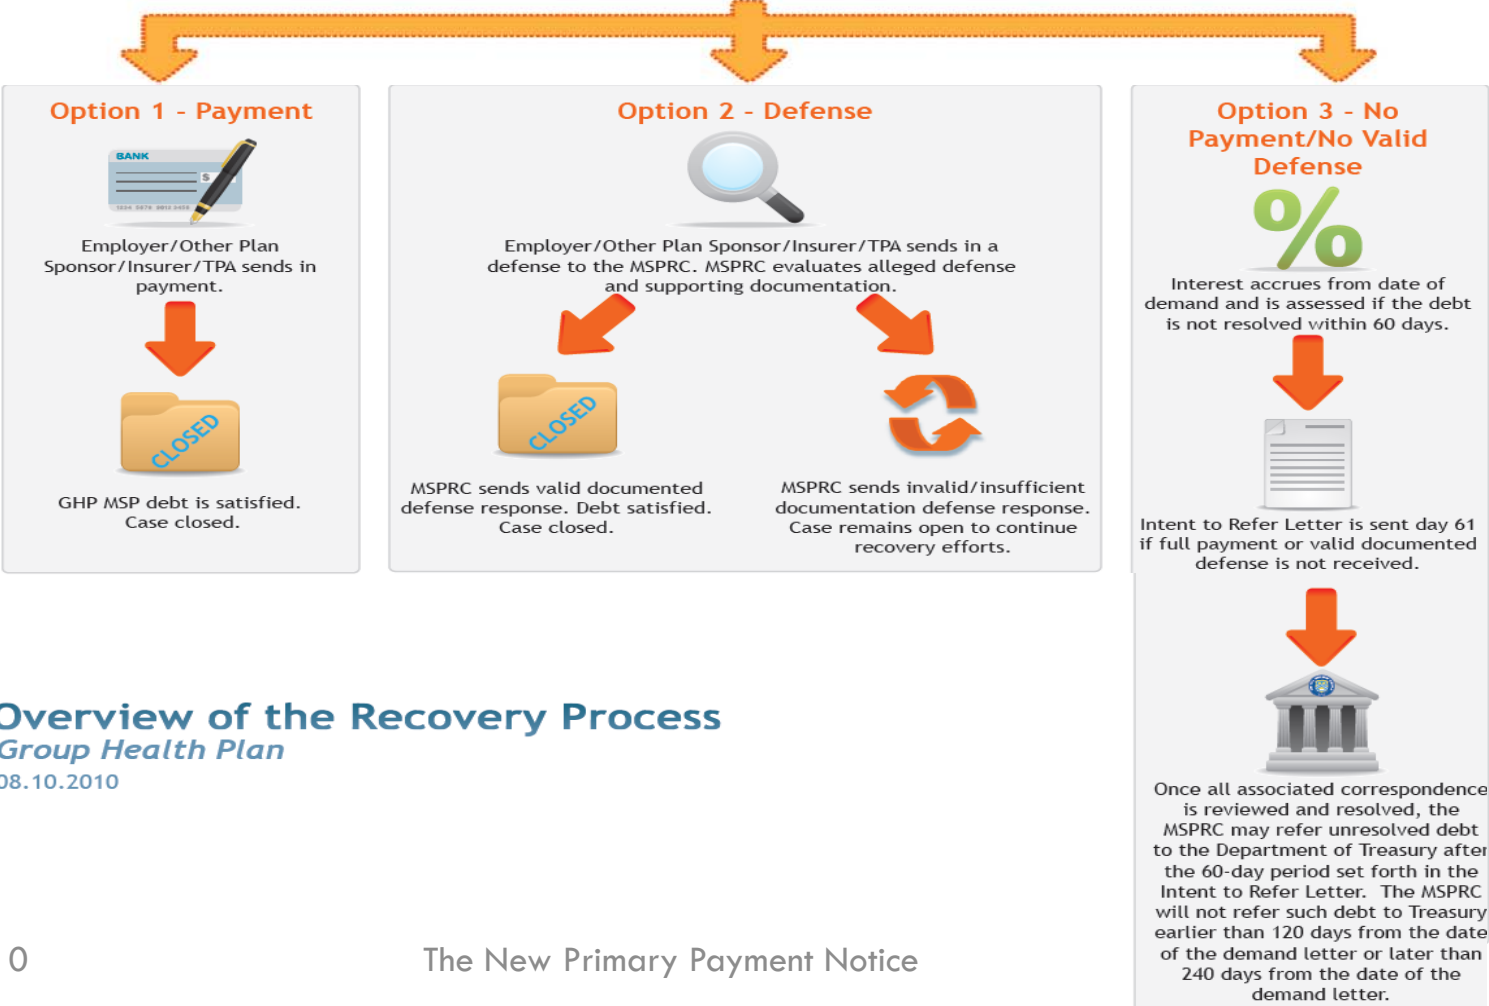 Option 1 - Payment
BANK
$
Employer/Other Plan
Sponsor/Insurer/TPA sends in
payment.
CLOSED
GHP MSP debt is satisfied.
Case closed.
Option 2 - Defense
Employer/Other Plan Sponsor/Insurer/TPA sends in a
defense to the MSPRC. MSPRC evaluates alleged defense
and supporting documentation.
CLOSED
MSPRC sends valid documented
defense response. Debt satisfied.
Case closed.
MSPRC sends invalid/insufficient
documentation defense response.
Case remains open to continue
recovery efforts.
Option 3 - No
Payment/No Valid
Defense
%
Interest accrues from date of
demand and is assessed if the debt
is not resolved within 60 days.
Intent to Refer Letter is sent day 61
if full payment or valid documented
defense is not received.
Once all associated correspondence
is reviewed and resolved, the
MSPRC may refer unresolved debt
to the Department of Treasury after
the 60-day period set forth in the
Intent to Refer Letter. The MSPRC
will not refer such debt to Treasury
earlier than 120 days from the date
of the demand letter or later than
240 days from the date of the
demand letter.
Overview of the Recovery Process
Group Health Plan
08.10.2010
0
The New Primary Payment Notice